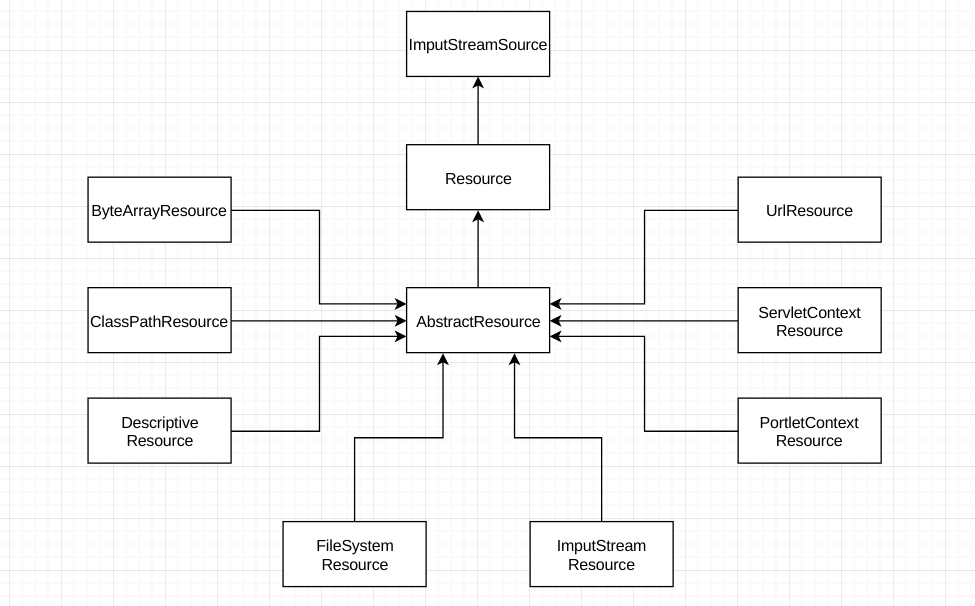 ImputStreamSource
Resource
ByteArrayResource
UrlResource
ClassPathResource
AbstractResource
ServletContext
Resource
Descriptive
Resource
PortletContext
Resource
FileSystem
Resource
ImputStream
Resource